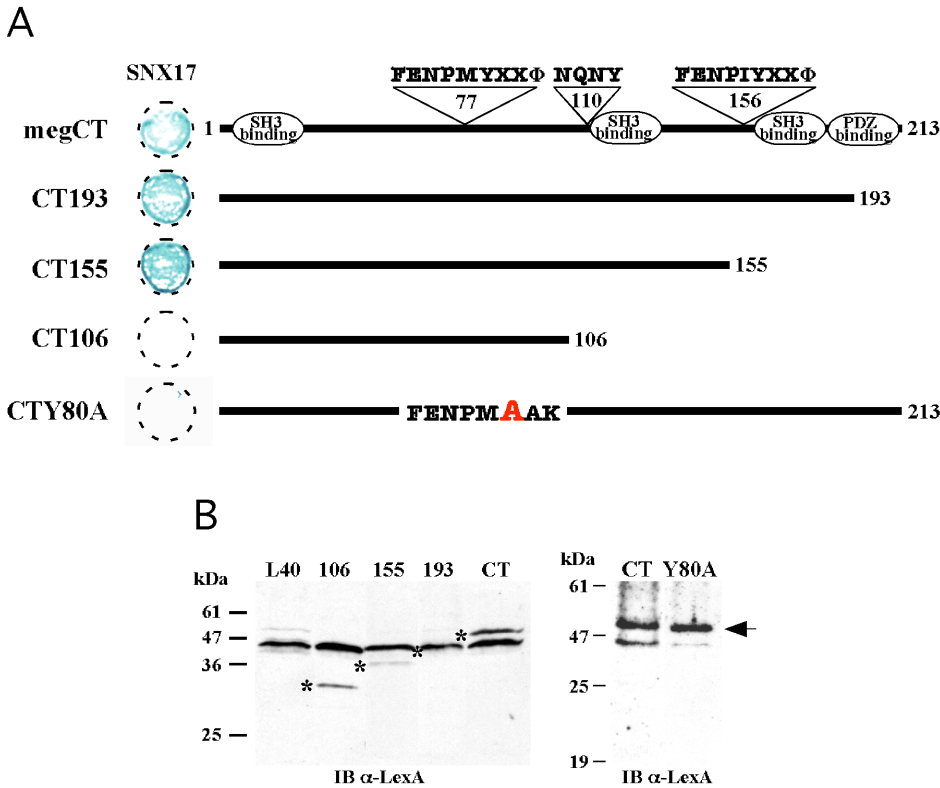 A
SNX17
FENPMYXXΦ NQNY FENPIYXXΦ
77 110 156
megCT 1 SH3 binding SH3 binding SH3 binding PDZ binding 213
CT193 193
CT155 155
CT106 106
CTY80A FENPMAAK 213
B
kDa L40 106 155 193 CT
61
47
36
25
* * * *
IB α-LexA
kDa CT Y80A
61
47
25
19
IB α-LexA